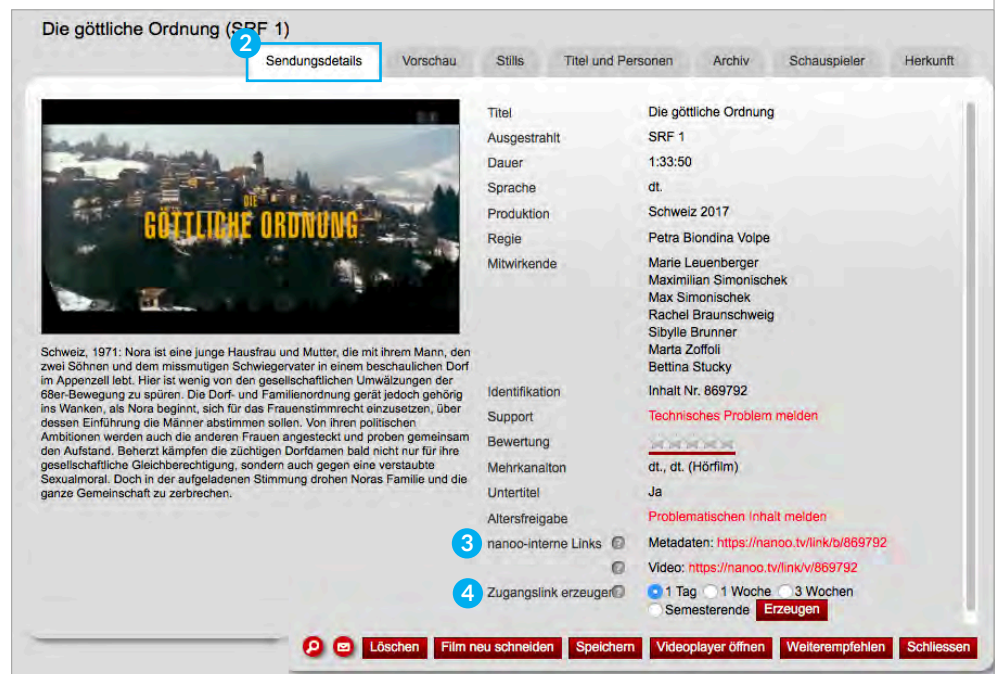 Die göttliche Ordnung (SRF 1)
2
Sendungsdetails Vorschau Stills Titel und Personen Archiv Schauspieler Herkunft
DIE
GÖTTLICHE ORDNUNG
Schweiz, 1971: Nora ist eine junge Hausfrau und Mutter, die mit ihrem Mann, den
zwei Söhnen und dem missmutigen Schwiegervater in einem beschaulichen Dorf
im Appenzell lebt. Hier ist wenig von den gesellschaftlichen Umwälzungen der
68er-Bewegung zu spüren. Die Dorf- und Familienordnung gerät jedoch gehörig
ins Wanken, als Nora beginnt, sich für das Frauenstimmrecht einzusetzen, über
dessen Einführung die Männer abstimmen sollen. Von ihren politischen
Ambitionen werden auch die anderen Frauen angesteckt und proben gemeinsam
den Aufstand. Beherzt kämpfen die züchtigen Dorfdamen bald nicht nur für ihre
gesellschaftliche Gleichberechtigung, sondern auch gegen eine verstaubte
Sexualmoral. Doch in der aufgeladenen Stimmung drohen Noras Familie und die
ganze Gemeinschaft zu zerbrechen.
Titel Die göttliche Ordnung
Ausgestrahlt SRF 1
Dauer 1:33:50
Sprache dt.
Produktion Schweiz 2017
Regie Petra Biondina Volpe
Mitwirkende Marie Leuenberger
Maximilian Simonischek
Max Simonischek
Rachel Braunschweig
Sibylle Brunner
Marta Zoffoli
Bettina Stucky
Identifikation Inhalt Nr. 869792
Support Technisches Problem melden
Bewertung
Mehrkanalton dt., dt. (Hörfilm)
Untertitel Ja
Altersfreigabe Problematischen Inhalt melden
3 nanoo-interne Links ? Metadaten: https://nanoo.tv/link/b/869792
? Video: https://nanoo.tv/link/v/869792
4 Zugangslink erzeugen ? 1 Tag 1 Woche 3 Wochen
Semesterende Erzeugen
Löschen Film neu schneiden Speichern Videoplayer öffnen Weiterempfehlen Schliessen